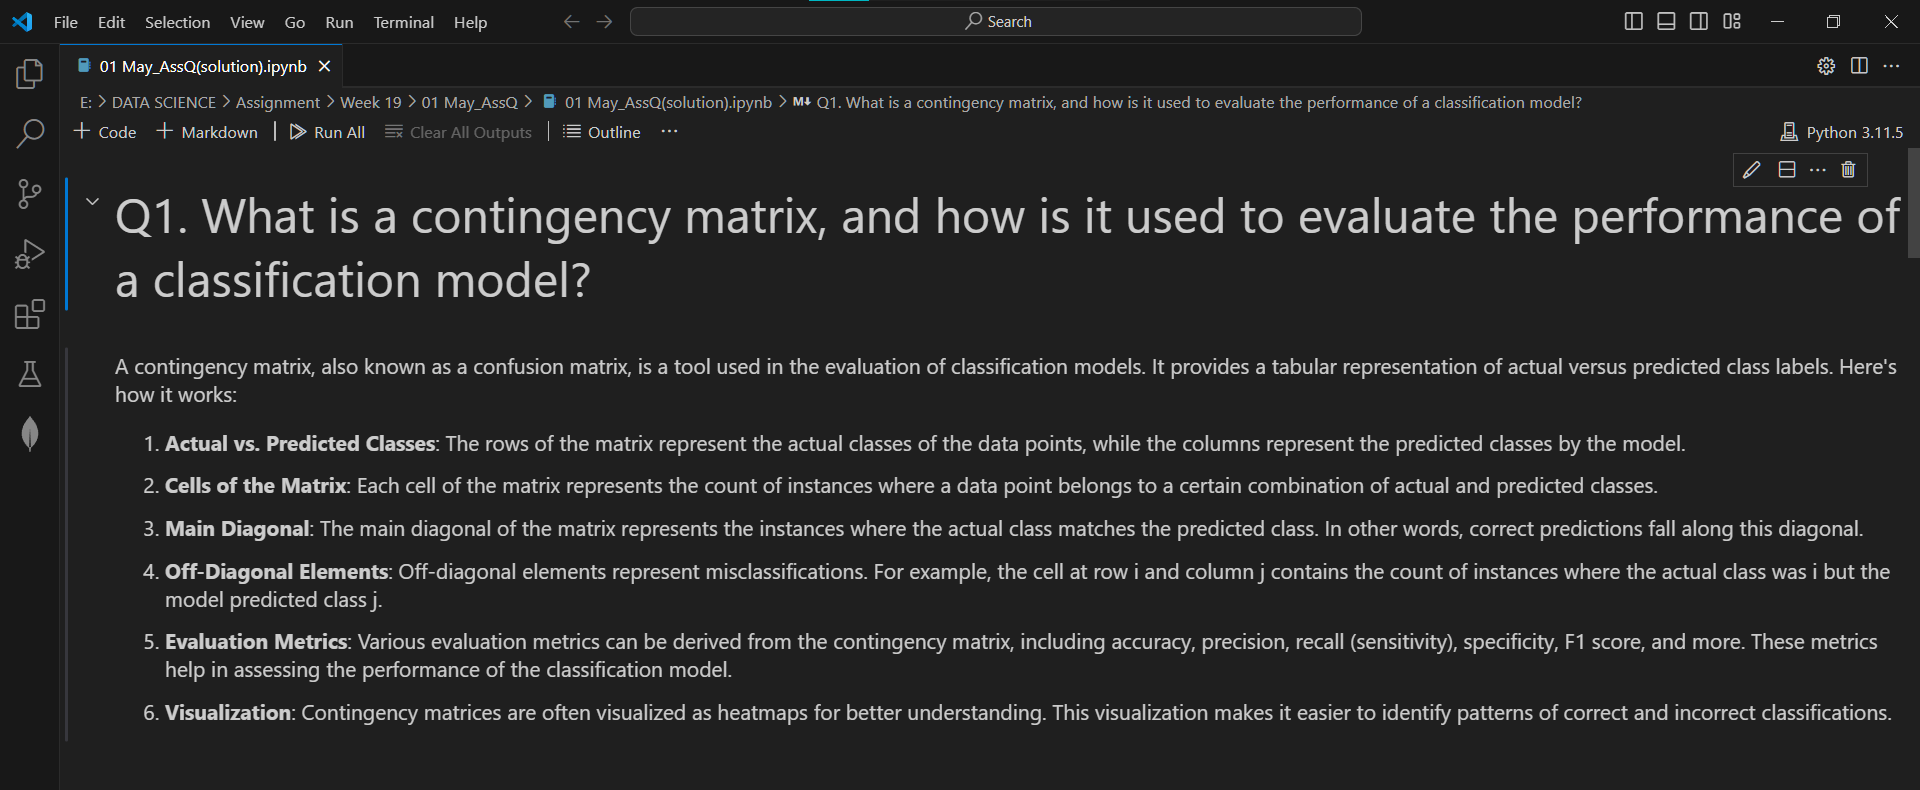 File Edit Selection View Go Run Terminal Help
Search
01 May_AssQ(solution).ipynb
E: > DATA SCIENCE > Assignment > Week 19 > 01 May_AssQ > 01 May_AssQ(solution).ipynb > M↓ Q1. What is a contingency matrix, and how is it used to evaluate the performance of a classification model?
+ Code + Markdown | Run All Clear All Outputs | Outline ...
Python 3.11.5
Q1. What is a contingency matrix, and how is it used to evaluate the performance of
a classification model?
A contingency matrix, also known as a confusion matrix, is a tool used in the evaluation of classification models. It provides a tabular representation of actual versus predicted class labels. Here's
how it works:
1. Actual vs. Predicted Classes: The rows of the matrix represent the actual classes of the data points, while the columns represent the predicted classes by the model.
2. Cells of the Matrix: Each cell of the matrix represents the count of instances where a data point belongs to a certain combination of actual and predicted classes.
3. Main Diagonal: The main diagonal of the matrix represents the instances where the actual class matches the predicted class. In other words, correct predictions fall along this diagonal.
4. Off-Diagonal Elements: Off-diagonal elements represent misclassifications. For example, the cell at row i and column j contains the count of instances where the actual class was i but the
model predicted class j.
5. Evaluation Metrics: Various evaluation metrics can be derived from the contingency matrix, including accuracy, precision, recall (sensitivity), specificity, F1 score, and more. These metrics
help in assessing the performance of the classification model.
6. Visualization: Contingency matrices are often visualized as heatmaps for better understanding. This visualization makes it easier to identify patterns of correct and incorrect classifications.